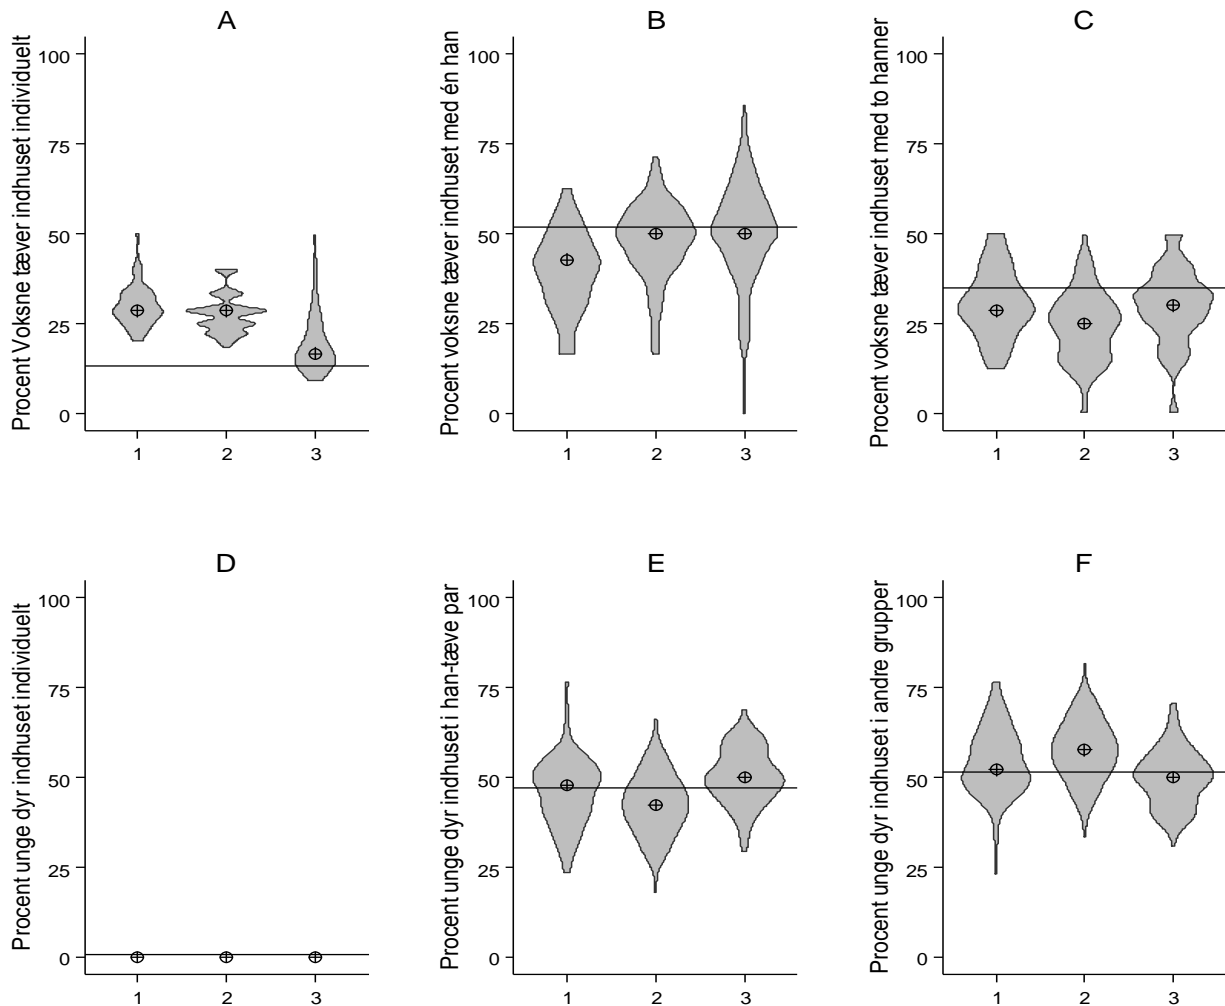 A
Procent Voksne tæver indhuset individuelt
100
75
50
25
0
1 2 3
B
Procent voksne tæver indhuset med én han
100
75
50
25
0
1 2 3
C
Procent voksne tæver indhuset med to hanner
100
75
50
25
0
1 2 3
D
Procent unge dyr indhuset individuelt
100
75
50
25
0
1 2 3
E
Procent unge dyr indhuset i han-tæve par
100
75
50
25
0
1 2 3
F
Procent unge dyr indhuset i andre grupper
100
75
50
25
0
1 2 3